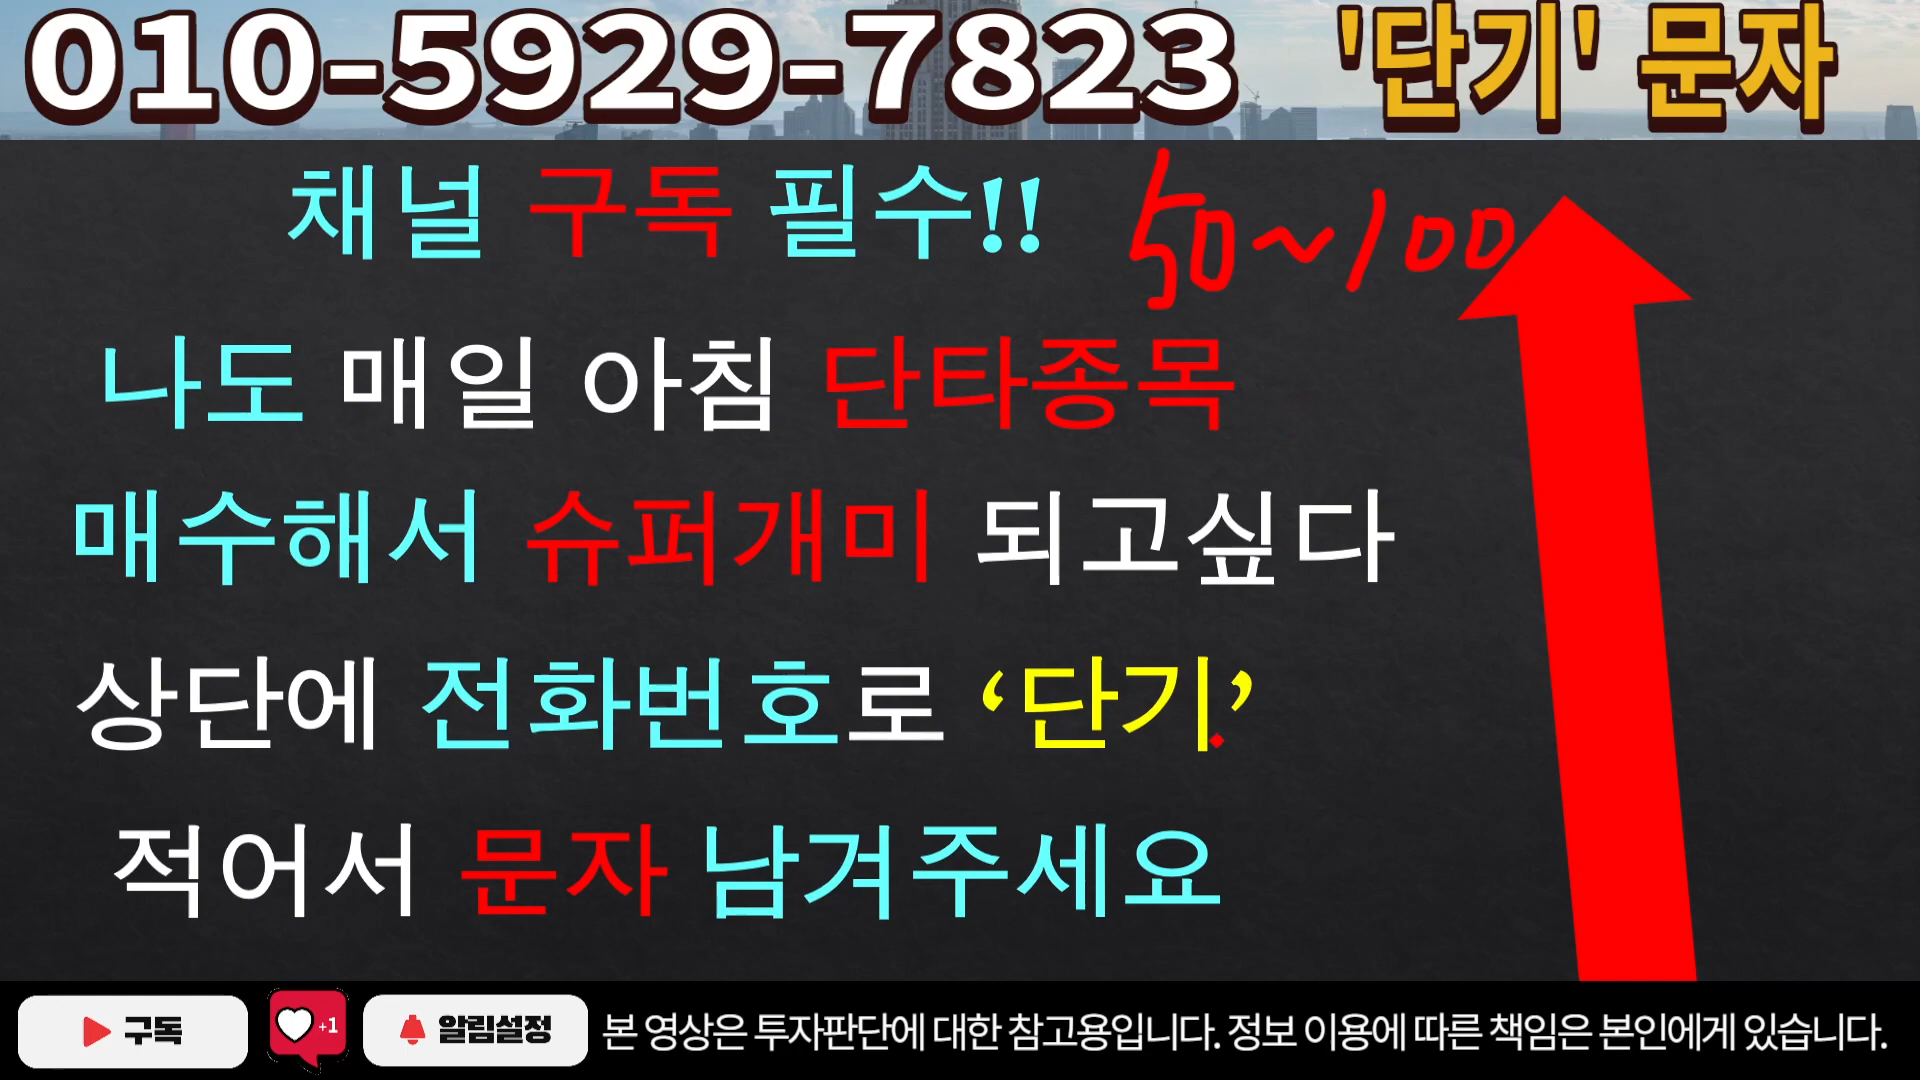 010-5929-7823 '단기' 문자
채널 구독 필수!! 50~100
나도 매일 아침 단타종목
매수해서 슈퍼개미 되고싶다
상단에 전화번호로 ‘단기’
적어서 문자 남겨주세요
구독 +1 알림설정 본 영상은 투자판단에 대한 참고용입니다. 정보 이용에 따른 책임은 본인에게 있습니다.